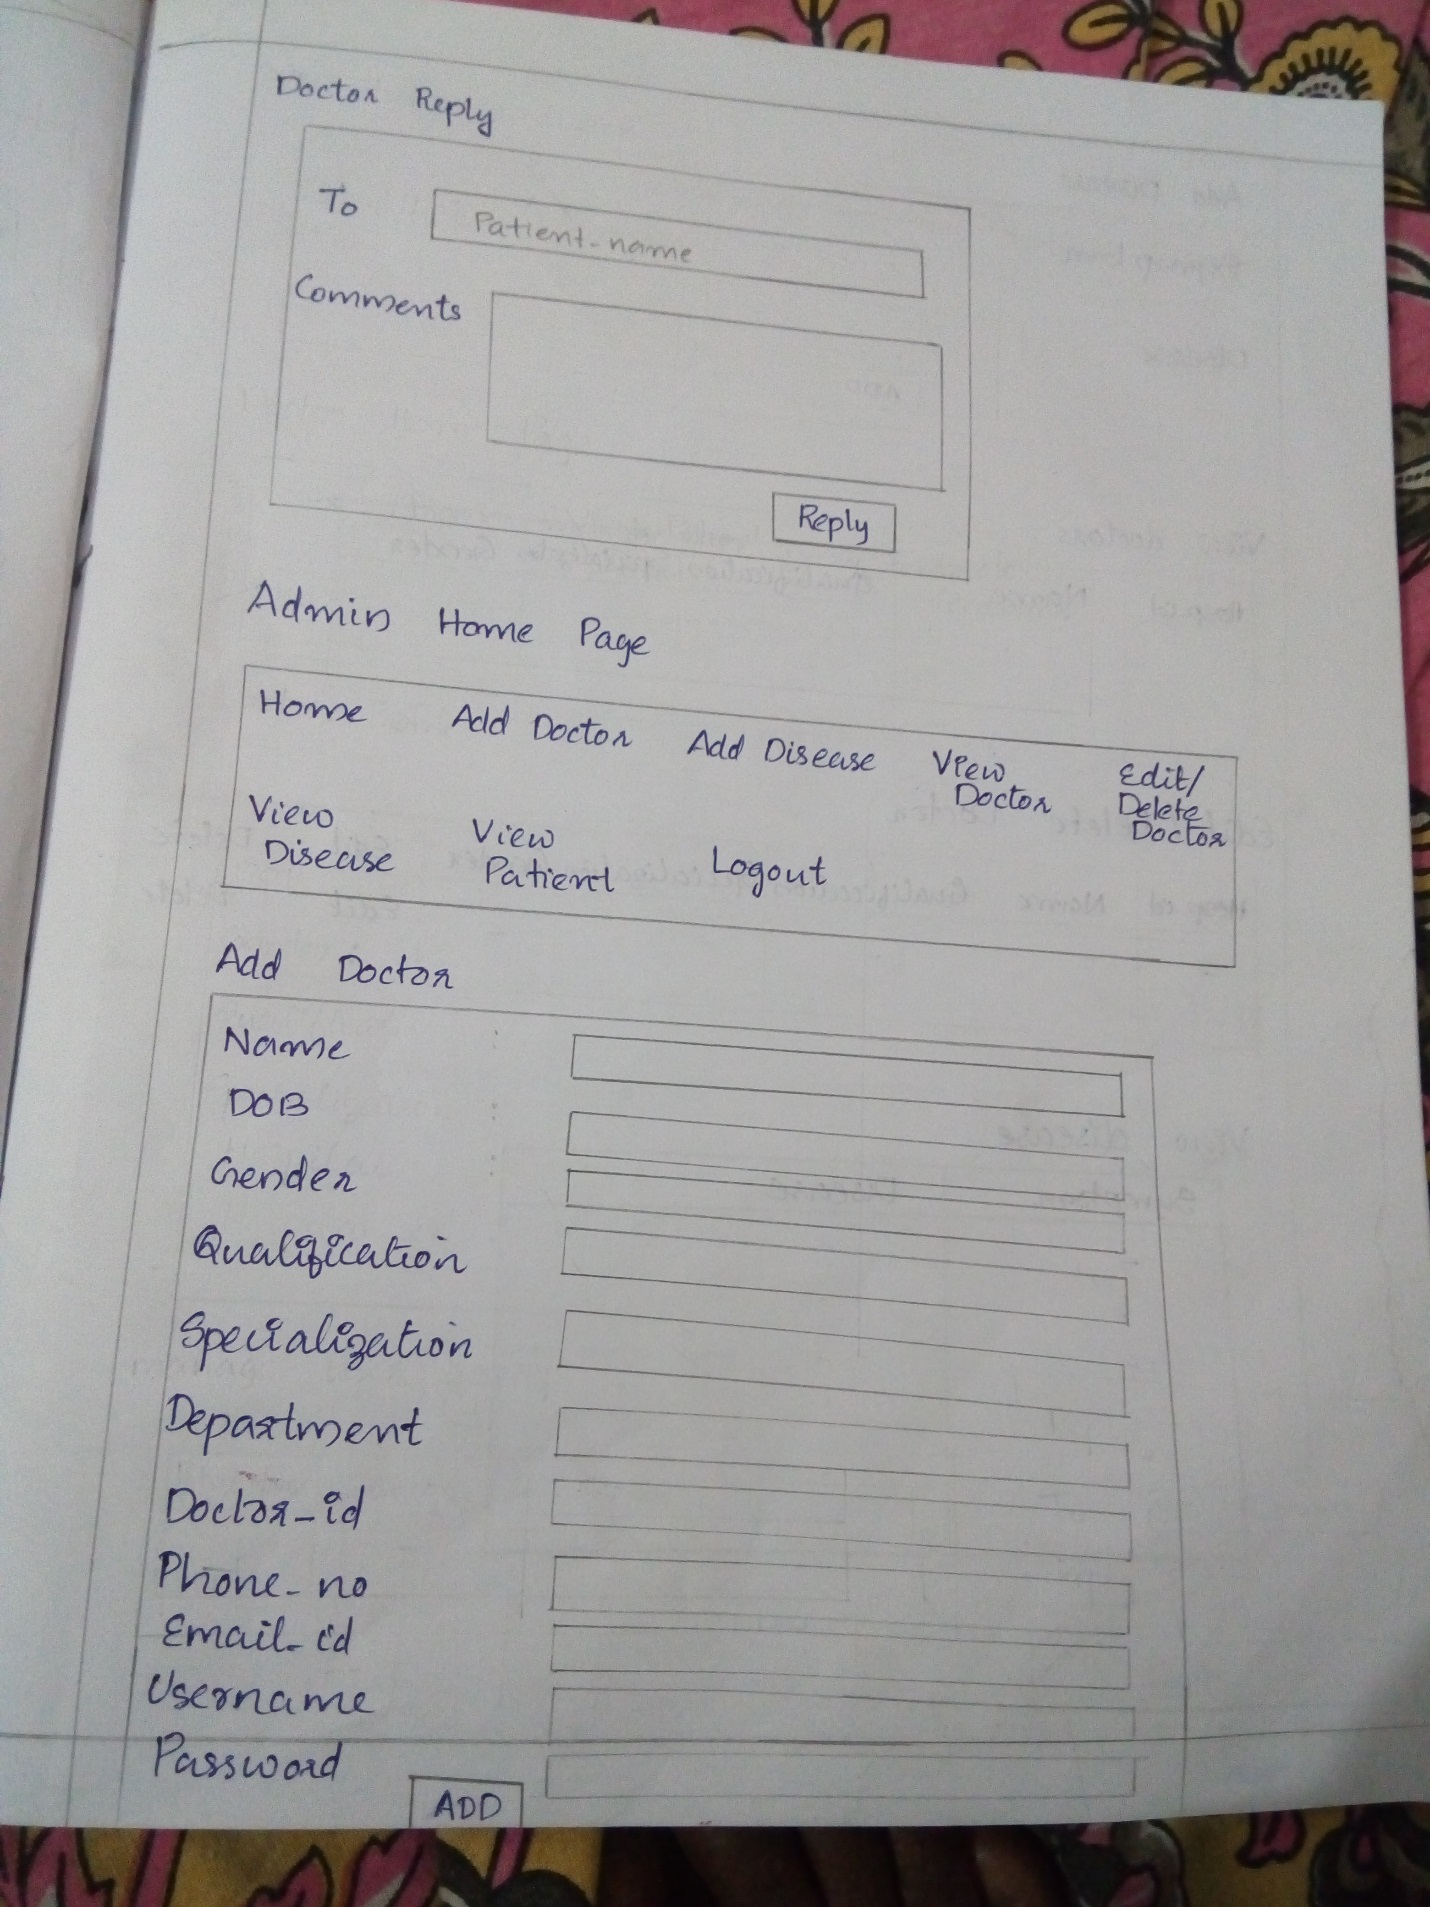 Doctor Reply
To Patient-name
Comments
Reply
Admin Home Page
Home Add Doctor Add Disease View Doctor Edit/ Delete Doctor
View Disease View Patient Logout
Add Doctor
Name :
DOB :
Gender :
Qualification
Specialization
Department
Doctor-id
Phone-no
Email-id
Username
Password
ADD